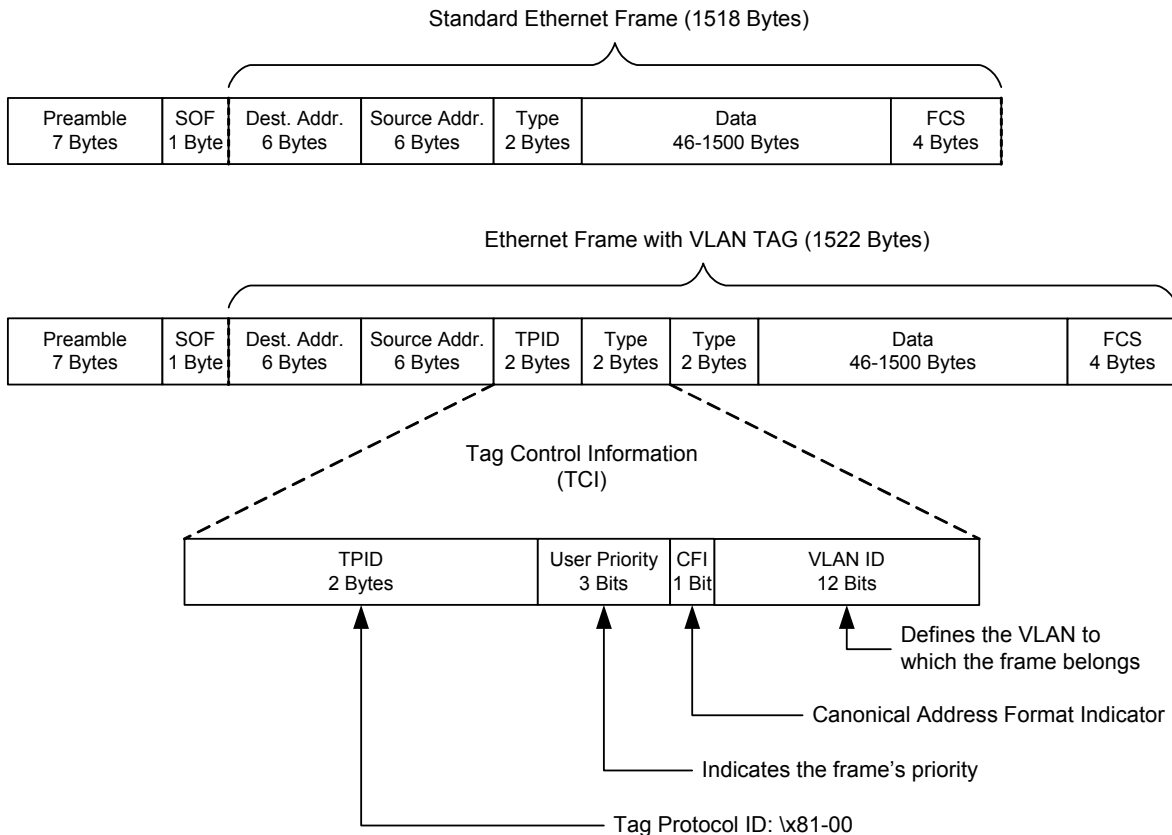 Standard Ethernet Frame (1518 Bytes)
Preamble
7 Bytes
SOF
1 Byte
Dest. Addr.
6 Bytes
Source Addr.
6 Bytes
Type
2 Bytes
Data
46-1500 Bytes
FCS
4 Bytes
Ethernet Frame with VLAN TAG (1522 Bytes)
Preamble
7 Bytes
SOF
1 Byte
Dest. Addr.
6 Bytes
Source Addr.
6 Bytes
TPID
2 Bytes
Type
2 Bytes
Type
2 Bytes
Data
46-1500 Bytes
FCS
4 Bytes
Tag Control Information
(TCI)
TPID
2 Bytes
User Priority
3 Bits
CFI
1 Bit
VLAN ID
12 Bits
Defines the VLAN to
which the frame belongs
Canonical Address Format Indicator
Indicates the frame's priority
Tag Protocol ID: \x81-00